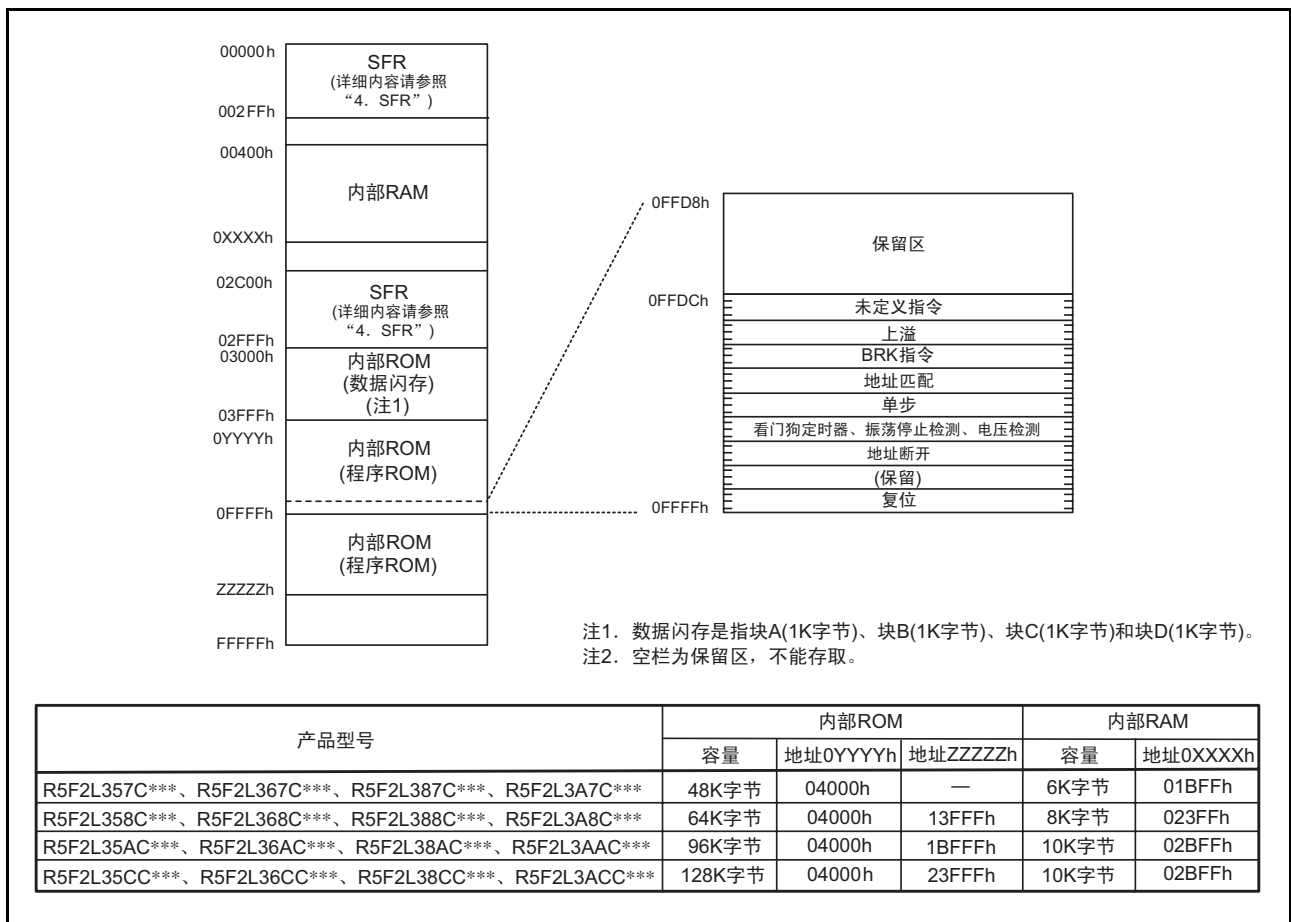 00000h
SFR
(详细内容请参照
“4．SFR”)
002FFh
00400h
内部RAM
0XXXXh
02C00h
SFR
(详细内容请参照
“4．SFR”)
02FFFh
03000h
内部ROM
(数据闪存)
(注1)
03FFFh
0YYYYh
内部ROM
(程序ROM)
0FFFFh
内部ROM
(程序ROM)
ZZZZZh
FFFFFh
0FFD8h
保留区
0FFDCh
未定义指令
上溢
BRK指令
地址匹配
单步
看门狗定时器、振荡停止检测、电压检测
地址断开
(保留)
0FFFFh
复位
注1．数据闪存是指块A(1K字节)、块B(1K字节)、块C(1K字节)和块D(1K字节)。
注2．空栏为保留区，不能存取。
产品型号 内部ROM 内部RAM
容量 地址0YYYYh 地址ZZZZZh 容量 地址0XXXXh
R5F2L357C***、R5F2L367C***、R5F2L387C***、R5F2L3A7C*** 48K字节 04000h — 6K字节 01BFFh
R5F2L358C***、R5F2L368C***、R5F2L388C***、R5F2L3A8C*** 64K字节 04000h 13FFFh 8K字节 023FFh
R5F2L35AC***、R5F2L36AC***、R5F2L38AC***、R5F2L3AAC*** 96K字节 04000h 1BFFFh 10K字节 02BFFh
R5F2L35CC***、R5F2L36CC***、R5F2L38CC***、R5F2L3ACC*** 128K字节 04000h 23FFFh 10K字节 02BFFh